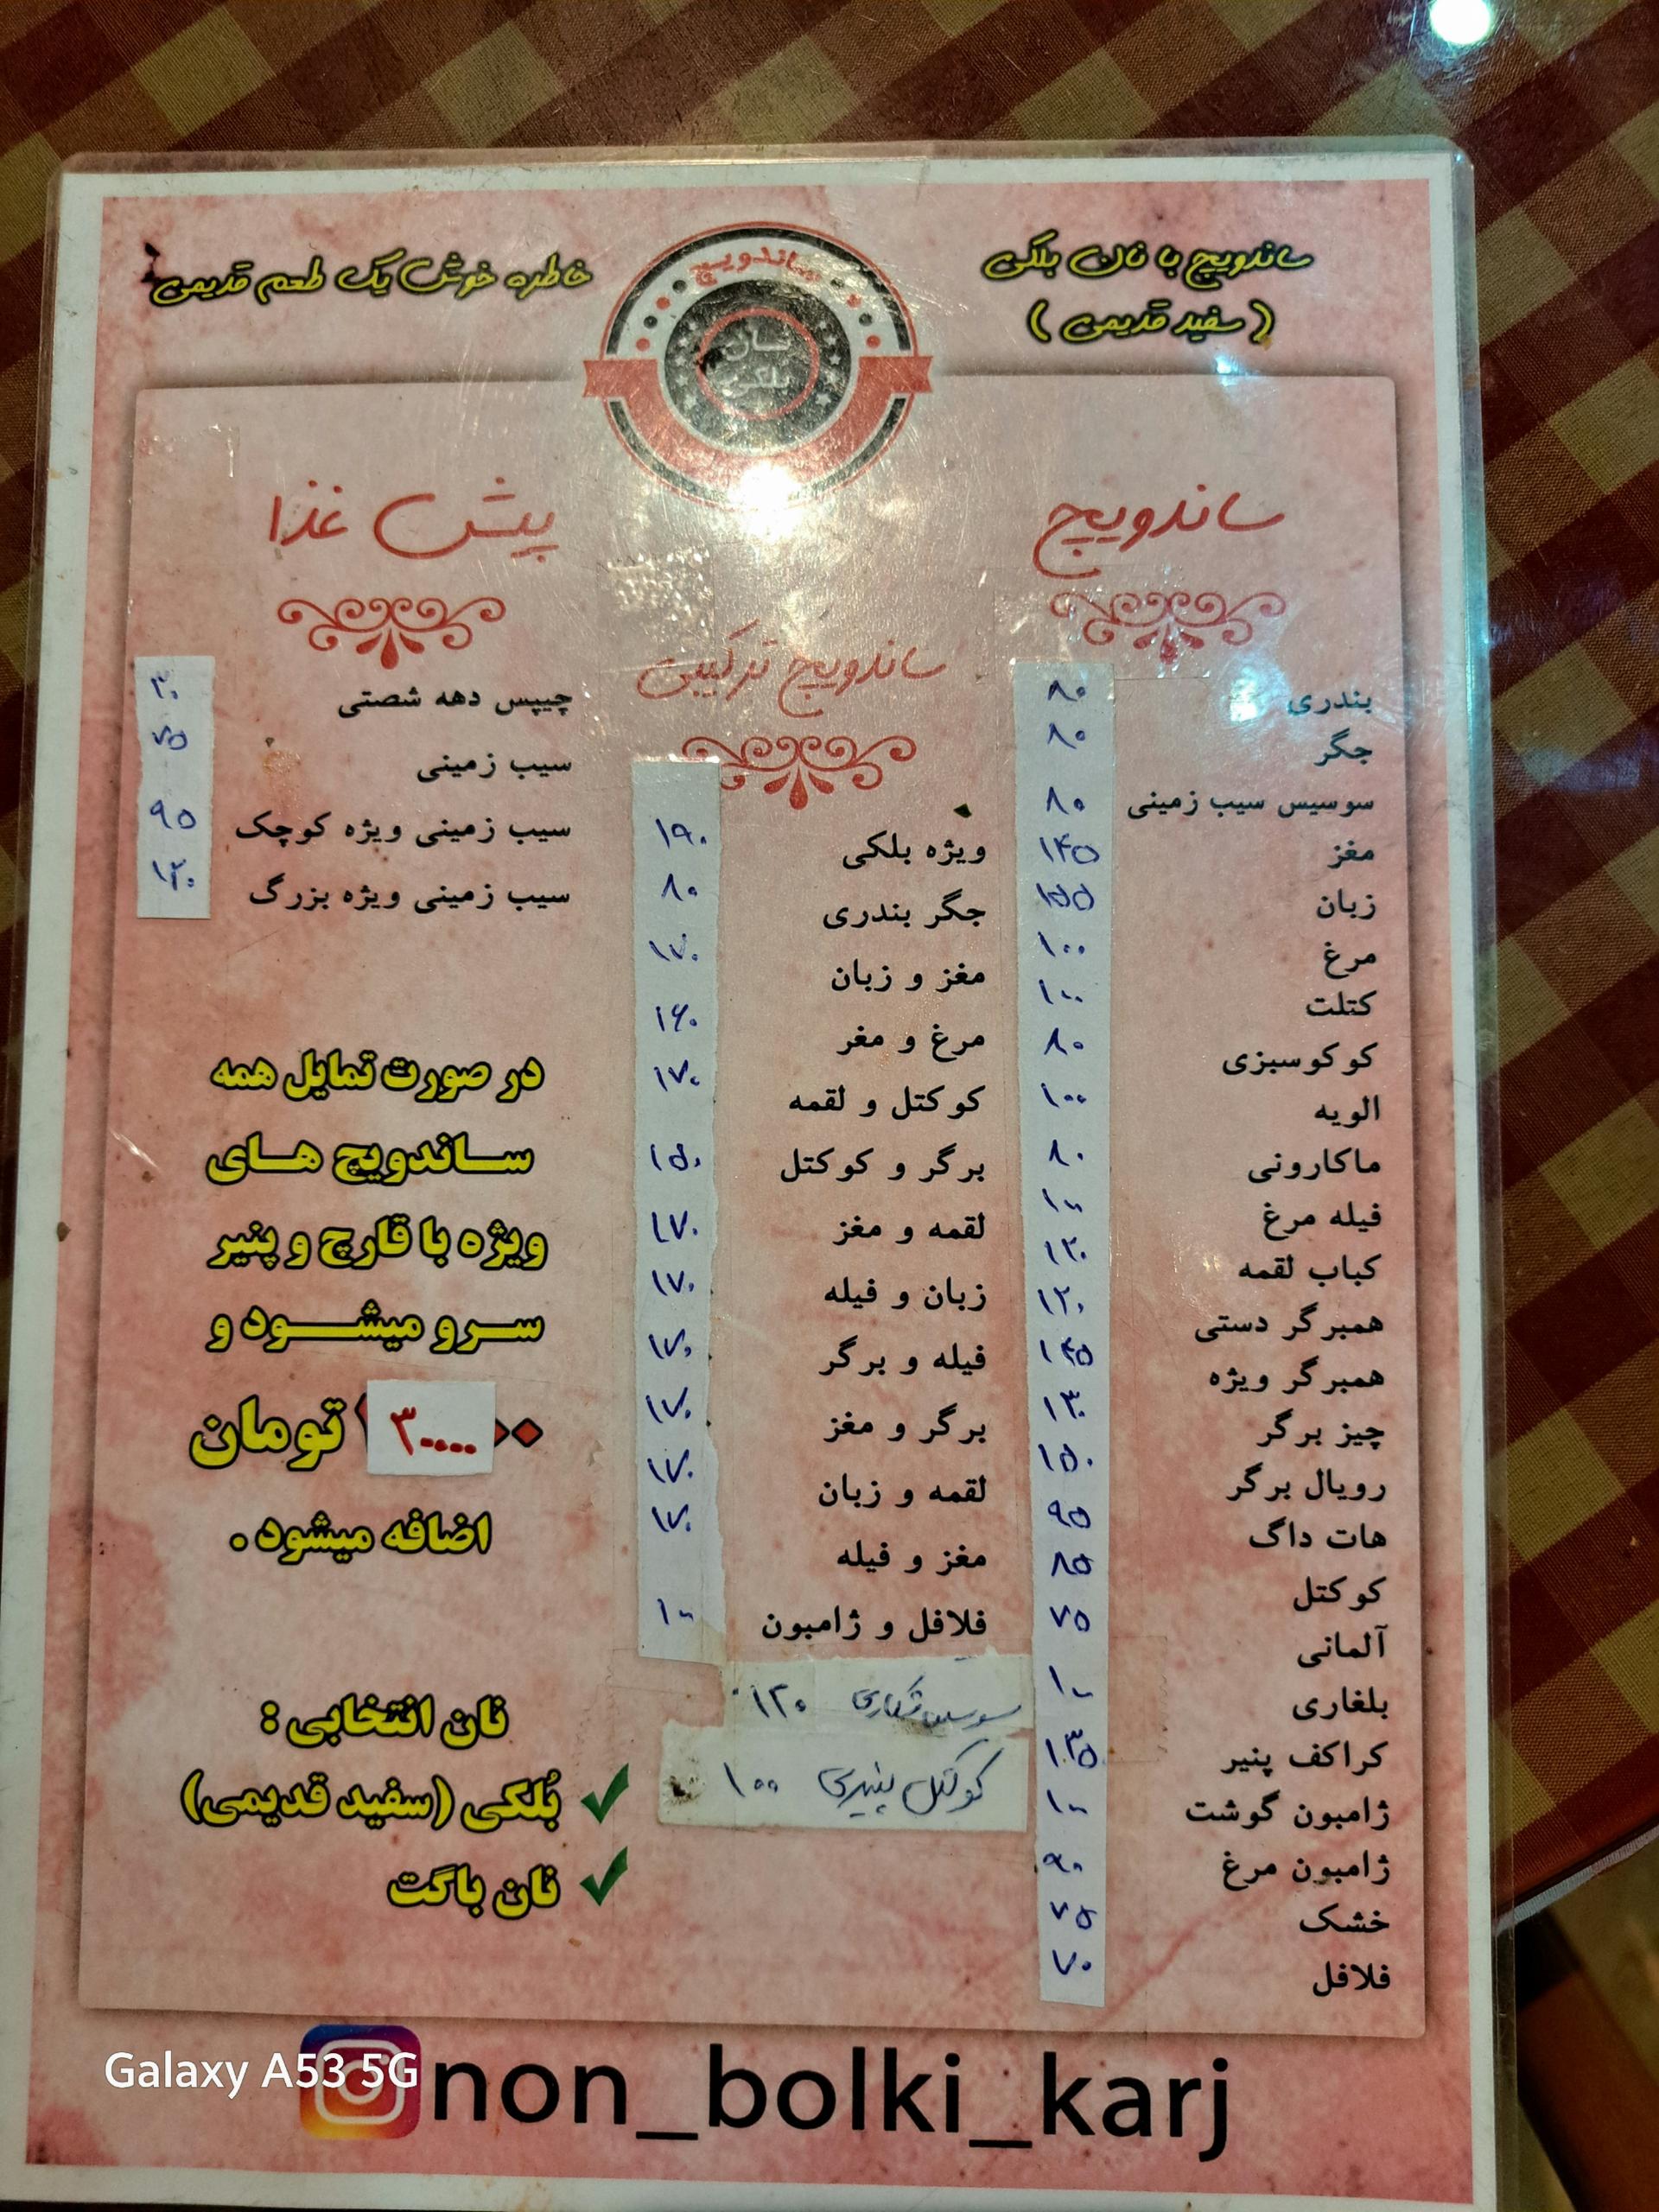 ساندویچ با نان بلکی
( سفید قدیمی )
ساندویچ
نان
بلکی
خاطره خوش یک طعم قدیمی
ساندویچ
بندری ۸۰
جگر ۸۰
سوسیس سیب زمینی ۸۰
مغز ۱۴۵
زبان ۱۵۵
مرغ ۱۰۰
کتلت ۱۰۰
کوکوسبزی ۸۰
الویه ۱۰۰
ماکارونی ۸۰
فیله مرغ ۱۰۰
کباب لقمه ۱۲۰
همبرگر دستی ۱۲۰
همبرگر ویژه ۱۴۵
چیز برگر ۱۳۰
رویال برگر ۱۵۰
هات داگ ۹۵
کوکتل ۸۵
آلمانی ۷۵
بلغاری ۱۰۰
کراکف پنیر ۱۳۵
ژامبون گوشت ۱۰۰
ژامبون مرغ ۹۰
خشک ۷۵
فلافل ۷۰
ساندویچ ترکیبی
ویژه بلکی ۱۹۰
جگر بندری ۸۰
مغز و زبان ۱۷۰
مرغ و مغر ۱۶۰
کوکتل و لقمه ۱۷۰
برگر و کوکتل ۱۵۰
لقمه و مغز ۱۷۰
زبان و فیله ۱۷۰
فیله و برگر ۱۷۰
برگر و مغز ۱۷۰
لقمه و زبان ۱۷۰
مغز و فیله ۱۷۰
فلافل و ژامبون ۱۰۰
سوسیس شکاری ۱۲۰
کوکتل پنیری ۱۰۰
پیش غذا
چیپس دهه شصتی ۳۰
سیب زمینی ۷۵
سیب زمینی ویژه کوچک ۹۵
سیب زمینی ویژه بزرگ ۱۲۰
در صورت تمایل همه
ساندویچ های
ویژه با قارچ و پنیر
سرو میشود و
۳۰۰۰۰ تومان
اضافه میشود .
نان انتخابی :
بُلکی (سفید قدیمی)
نان باگت
non_bolki_karj
Galaxy A53 5G